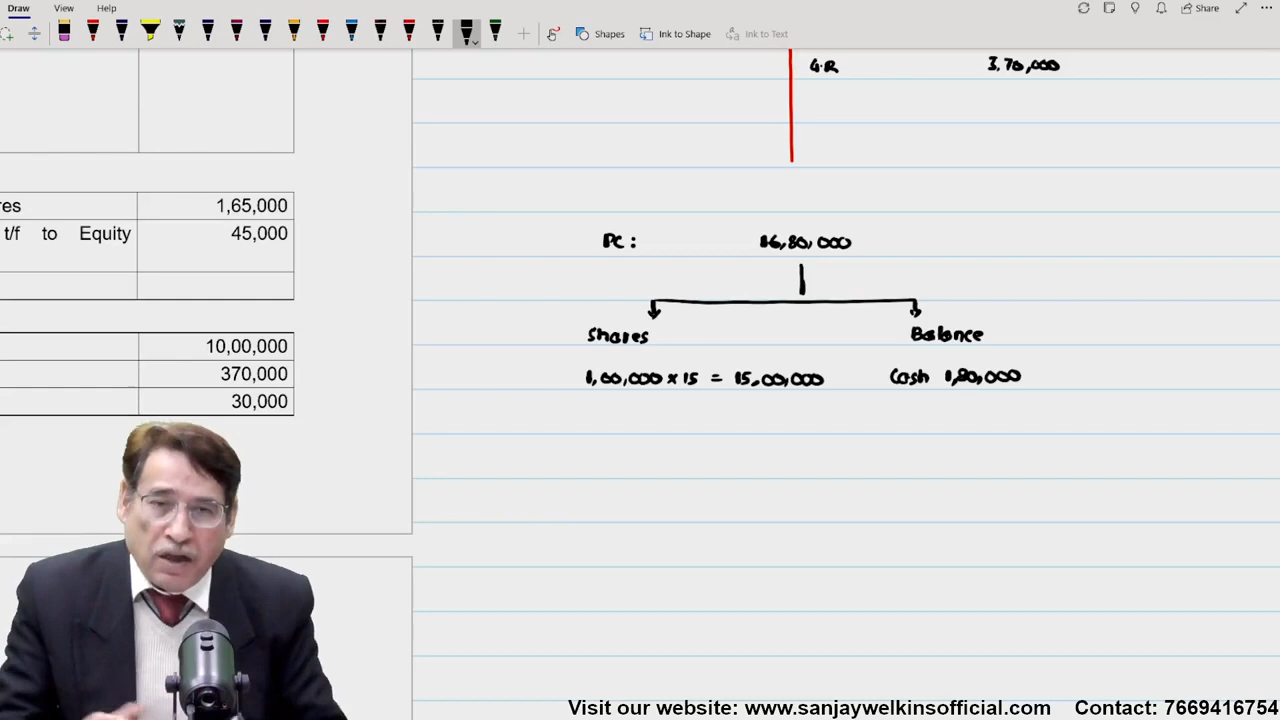 Draw View Help Share
Shapes Ink to Shape Ink to Text
G.R 3,70,000
res 1,65,000
t/f to Equity 45,000
PC: 16,80,000
Shares Balance
1,00,000 × 15 = 15,00,000 Cash 1,80,000
10,00,000
370,000
30,000
Visit our website: www.sanjaywelkinsofficial.com Contact: 7669416754